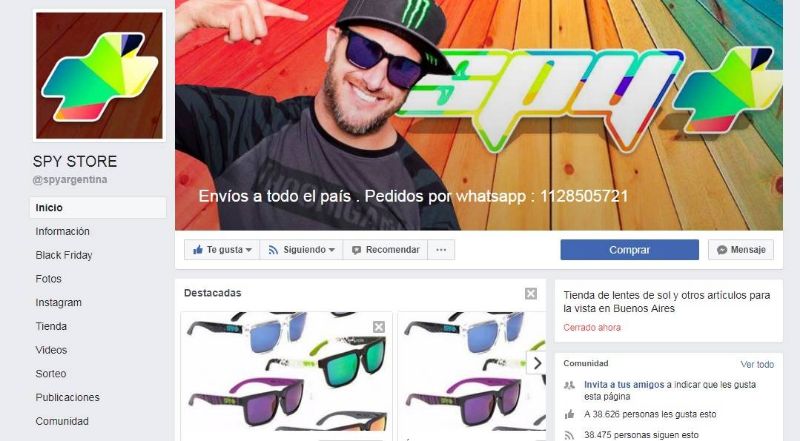 spy
Envíos a todo el país . Pedidos por whatsapp : 1128505721
SPY STORE
@spyargentina
Inicio
Información
Black Friday
Fotos
Instagram
Tienda
Videos
Sorteo
Publicaciones
Comunidad
Te gusta
Siguiendo
Recomendar
...
Comprar
Mensaje
Destacadas
Tienda de lentes de sol y otros artículos para
la vista en Buenos Aires
Cerrado ahora
Comunidad
Ver todo
Invita a tus amigos a indicar que les gusta
esta página
A 38.626 personas les gusta esto
38.475 personas siguen esto